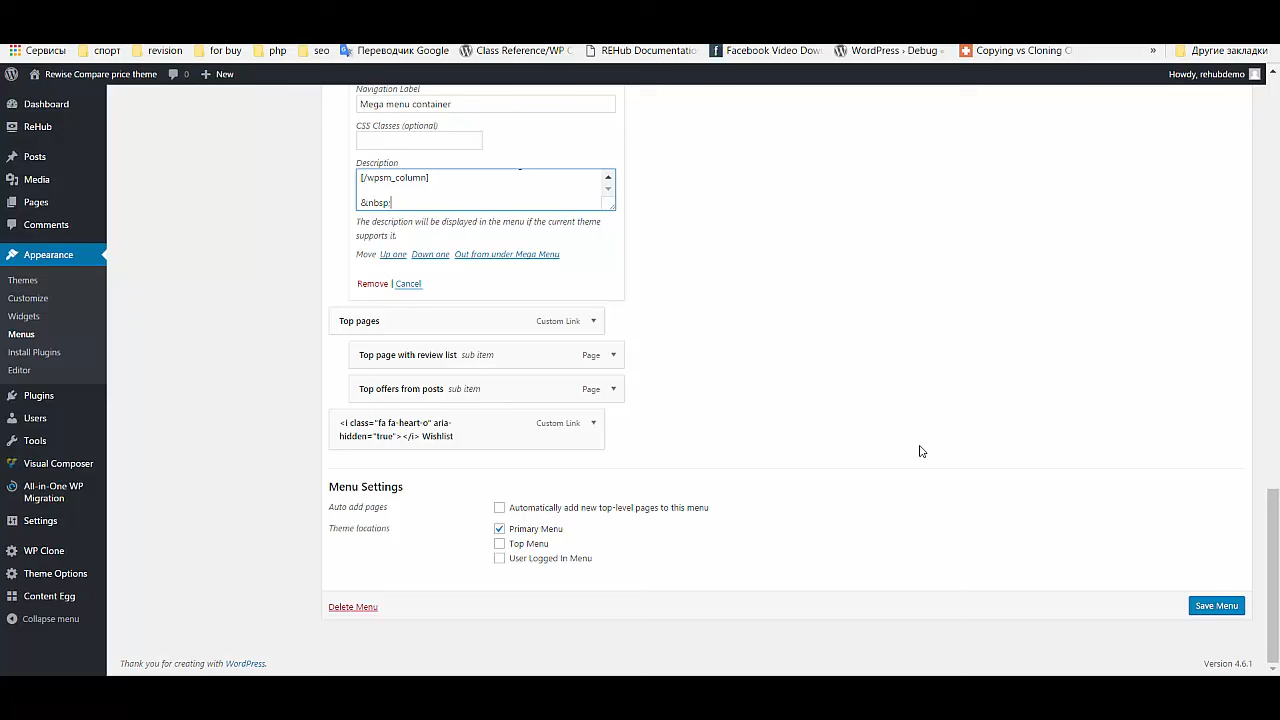 Сервисы спорт revision for buy php seo Переводчик Google Class Reference/WP C REHub Documentatio Facebook Video Dow WordPress › Debug « Copying vs Cloning C » Другие закладки
Rewise Compare price theme 0 New Howdy, rehubdemo
Dashboard
ReHub
Posts
Media
Pages
Comments
Appearance
Themes
Customize
Widgets
Menus
Install Plugins
Editor
Plugins
Users
Tools
Visual Composer
All-in-One WP
Migration
Settings
WP Clone
Theme Options
Content Egg
Collapse menu
Navigation Label
Mega menu container
CSS Classes (optional)
Description
[/wpsm_column]
&nbsp;
The description will be displayed in the menu if the current theme
supports it.
Move Up one Down one Out from under Mega Menu
Remove | Cancel
Top pages Custom Link
Top page with review list sub item Page
Top offers from posts sub item Page
<i class="fa fa-heart-o" aria- Custom Link
hidden="true"></i> Wishlist
Menu Settings
Auto add pages Automatically add new top-level pages to this menu
Theme locations Primary Menu
Top Menu
User Logged In Menu
Delete Menu Save Menu
Thank you for creating with WordPress. Version 4.6.1